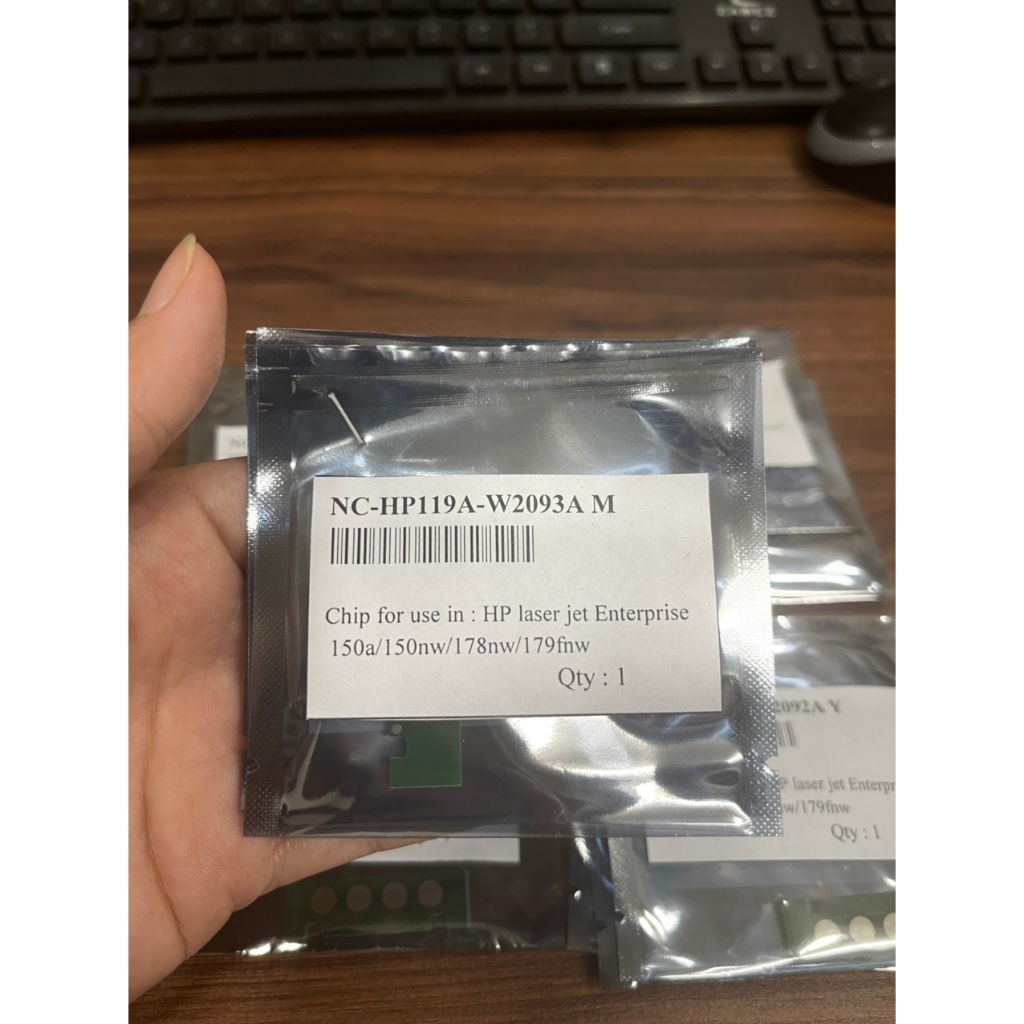 NC-HP119A-W2093A M
Chip for use in : HP laser jet Enterprise
150a/150nw/178nw/179fnw
Qty : 1
2092A Y
P laser jet Enterpr
w/179fnw
Qty : 1